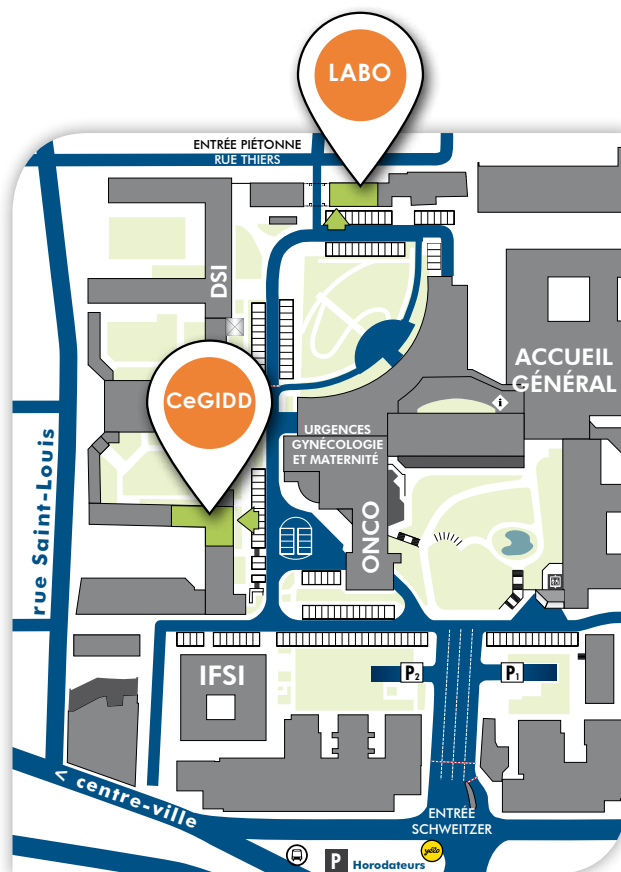 LABO
ENTRÉE PIÉTONNE
RUE THIERS
DSI
ACCUEIL
GÉNÉRAL
i
CeGIDD
URGENCES
GYNÉCOLOGIE
ET MATERNITÉ
ONCO
rue Saint-Louis
IFSI
P2
P1
< centre-ville
ENTRÉE
SCHWEITZER
P Horodateurs
yélo